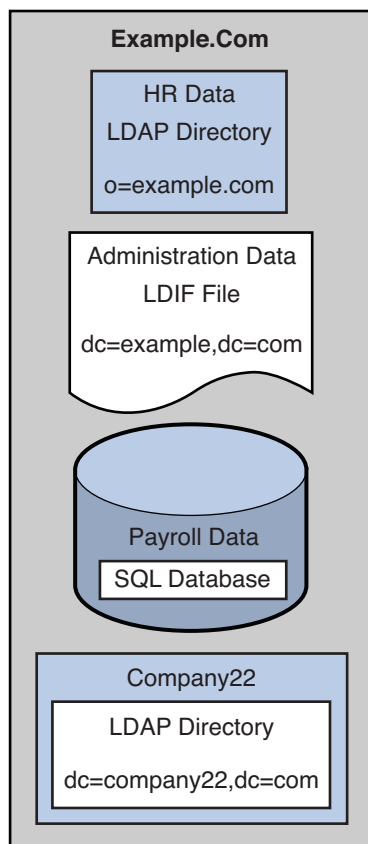 Example.Com
HR Data
LDAP Directory
o=example.com
Administration Data
LDIF File
dc=example,dc=com
Payroll Data
SQL Database
Company22
LDAP Directory
dc=company22,dc=com